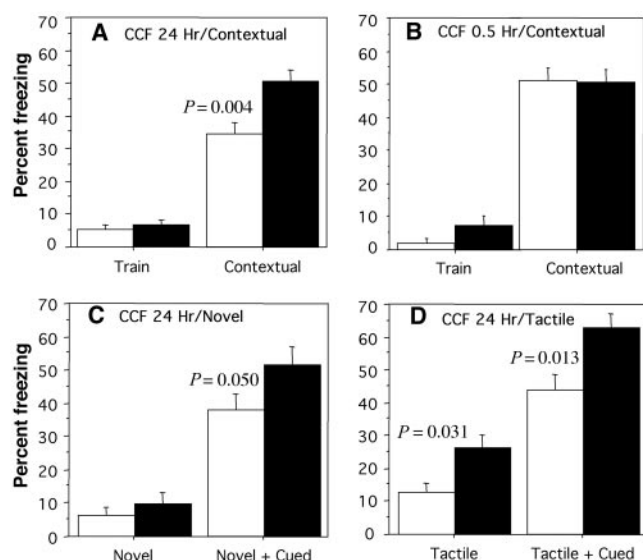 A CCF 24 Hr/Contextual
Percent freezing
70
60
50
40
30
20
10
0
P = 0.004
Train Contextual
B CCF 0.5 Hr/Contextual
70
60
50
40
30
20
10
0
Train Contextual
C CCF 24 Hr/Novel
Percent freezing
70
60
50
40
30
20
10
0
P = 0.050
Novel Novel + Cued
D CCF 24 Hr/Tactile
70
60
50
40
30
20
10
0
P = 0.031
P = 0.013
Tactile Tactile + Cued